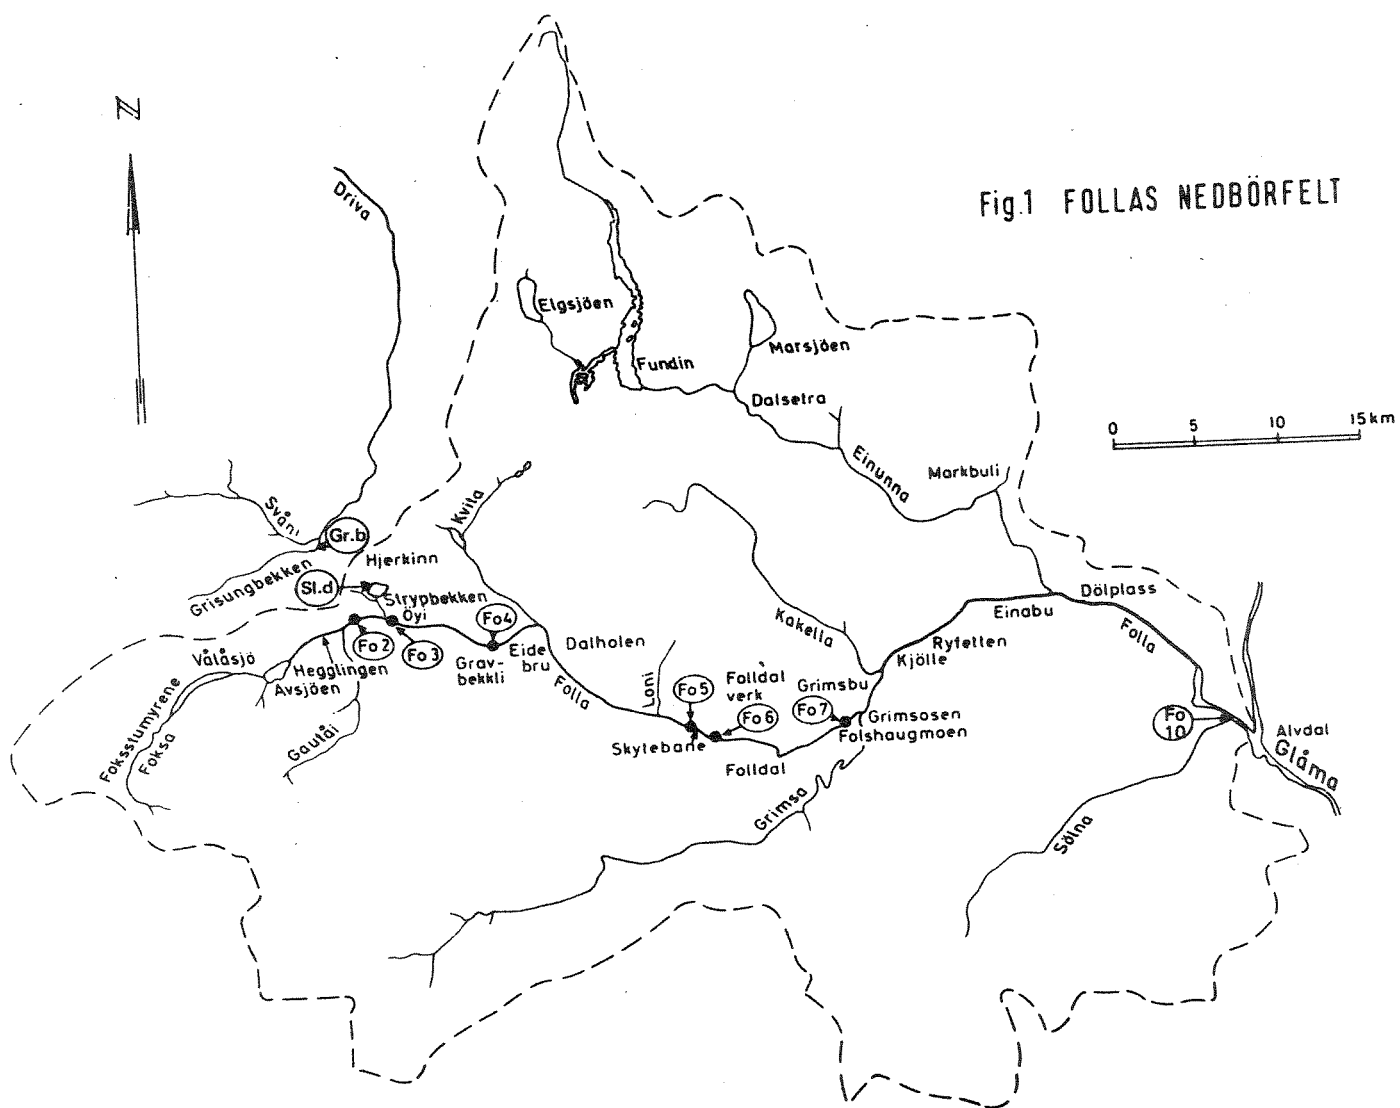 N
Fig.1 FOLLAS NEDBÖRFELT
Driva
Elgsjöen
Fundin
Marsjöen
Dalsetra
0 5 10 15 km
Einunna
Markbuli
Svåni
Kvita
Gr.b
Hjerkinn
Grisungbekken
Sl.d
Strypbekken
Öyi
Fo 2
Fo 3
Fo 4
Eide
bru
Grav-
bekkli
Dalholen
Vålåsjö
Hegglingen
Avsjöen
Foksstumyrene
Foksa
Gautåi
Folla
Loni
Kakella
Fo 5
Folldal
verk
Fo 6
Skytebane
Folldal
Fo 7
Grimsbu
Grimsosen
Folshaugmoen
Kjölle
Ryfetten
Einabu
Dölplass
Folla
Grimsa
Fo
10
Alvdal
Glåma
Sölna